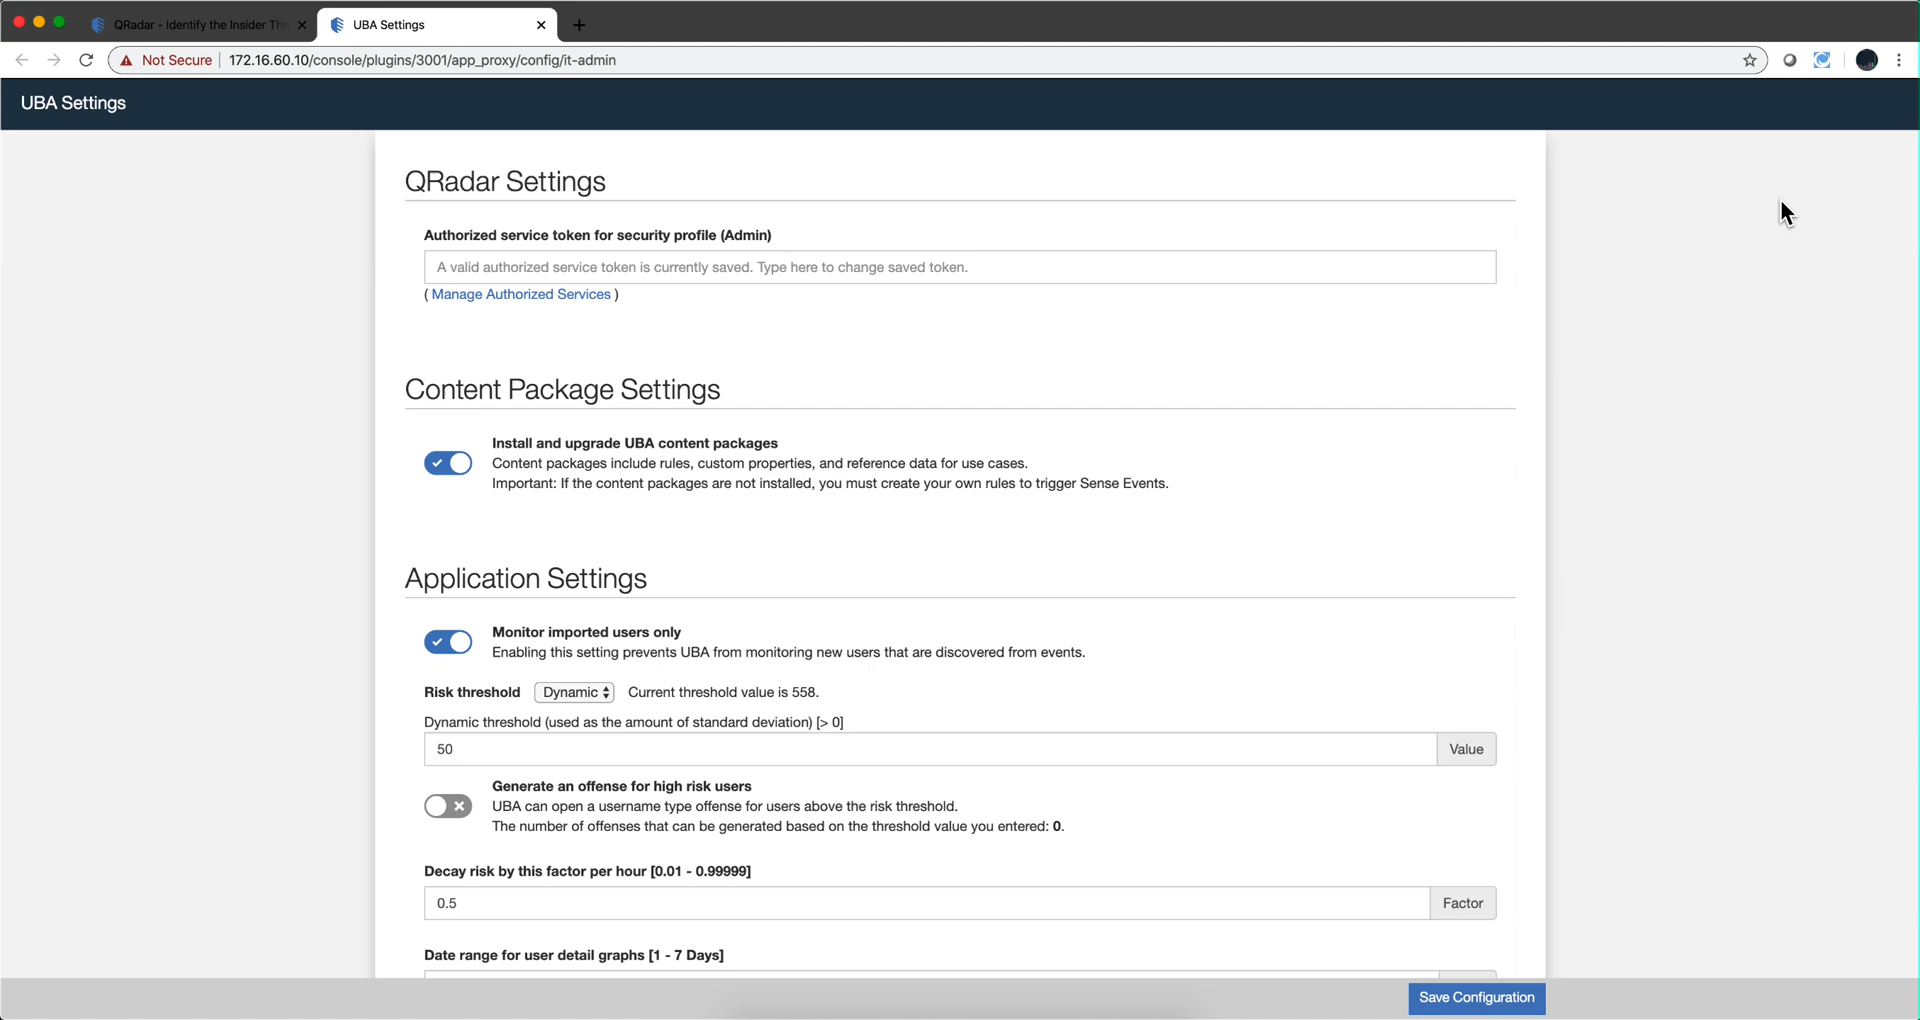 QRadar - Identify the Insider Thr
UBA Settings
Not Secure
172.16.60.10/console/plugins/3001/app_proxy/config/it-admin
UBA Settings
QRadar Settings
Authorized service token for security profile (Admin)
A valid authorized service token is currently saved. Type here to change saved token.
( Manage Authorized Services )
Content Package Settings
Install and upgrade UBA content packages
Content packages include rules, custom properties, and reference data for use cases.
Important: If the content packages are not installed, you must create your own rules to trigger Sense Events.
Application Settings
Monitor imported users only
Enabling this setting prevents UBA from monitoring new users that are discovered from events.
Risk threshold Dynamic Current threshold value is 558.
Dynamic threshold (used as the amount of standard deviation) [> 0]
50 Value
Generate an offense for high risk users
UBA can open a username type offense for users above the risk threshold.
The number of offenses that can be generated based on the threshold value you entered: 0.
Decay risk by this factor per hour [0.01 - 0.99999]
0.5 Factor
Date range for user detail graphs [1 - 7 Days]
Save Configuration